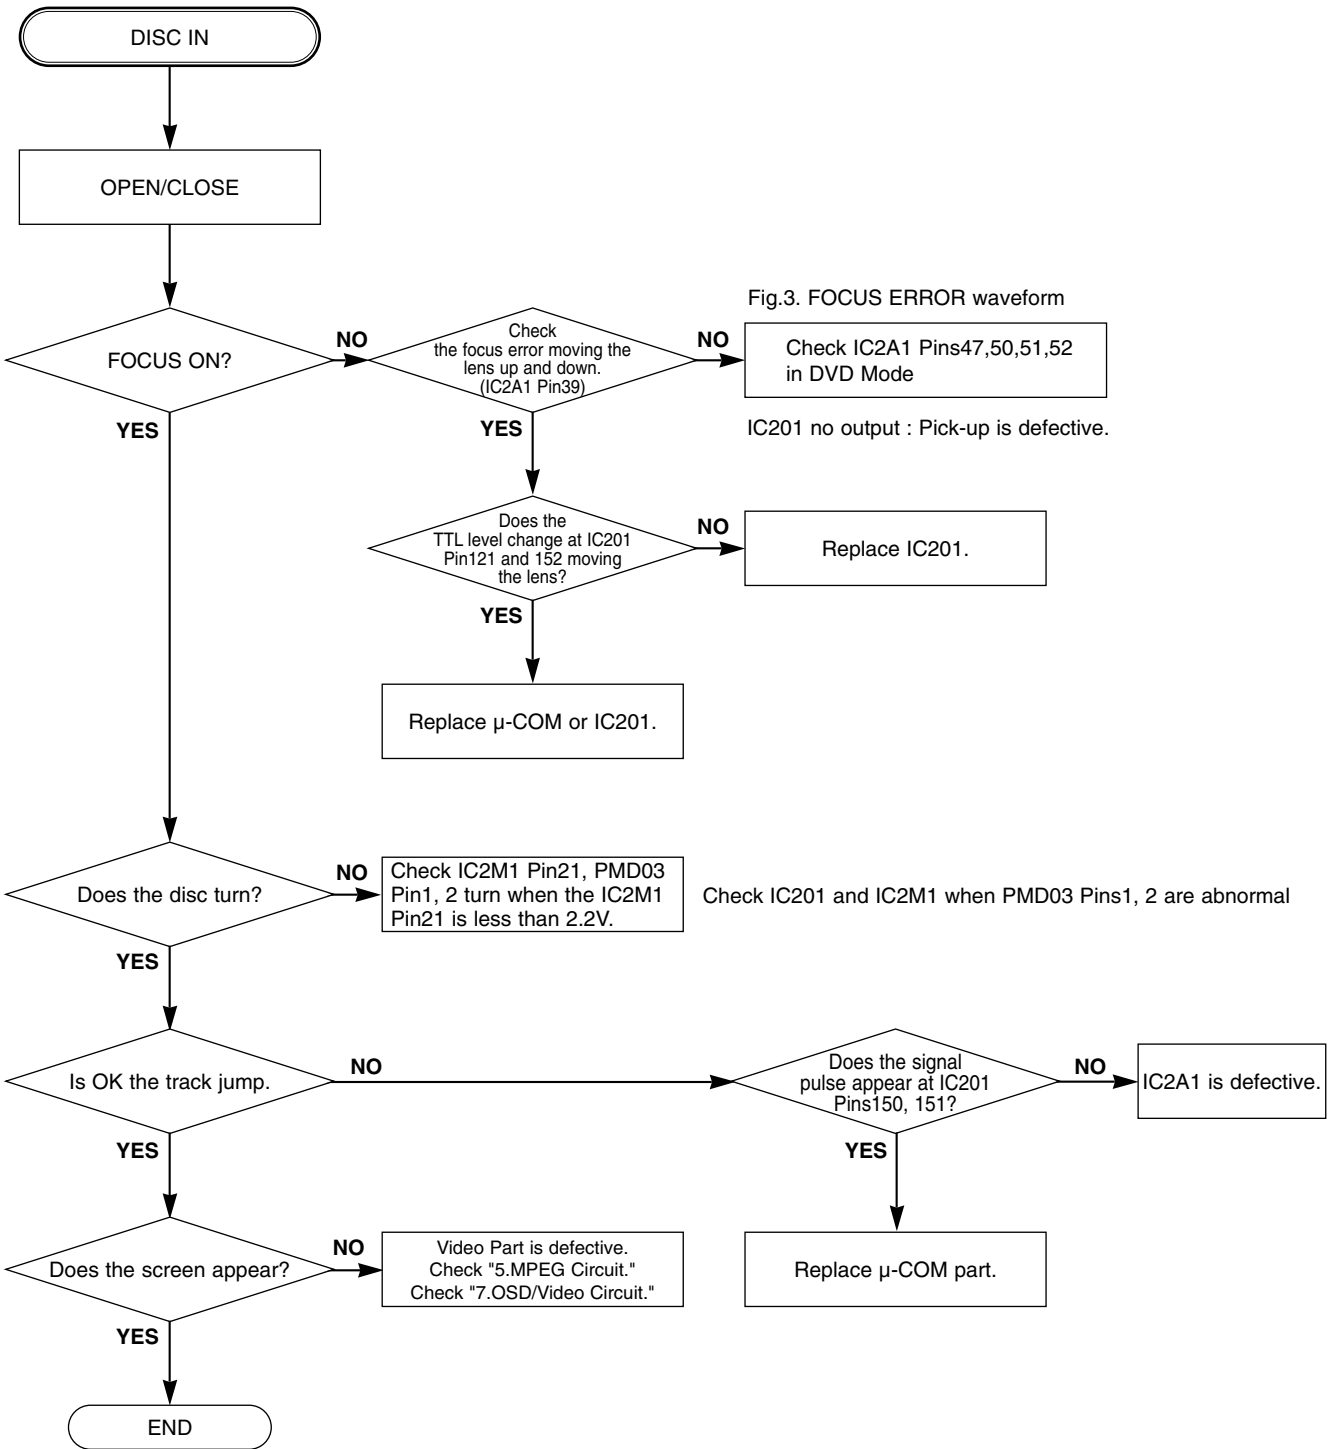 DISC IN
OPEN/CLOSE
FOCUS ON?
NO
YES
Check
the focus error moving the
lens up and down.
(IC2A1 Pin39)
NO
YES
Fig.3. FOCUS ERROR waveform
Check IC2A1 Pins47,50,51,52
in DVD Mode
IC201 no output : Pick-up is defective.
Does the
TTL level change at IC201
Pin121 and 152 moving
the lens?
NO
YES
Replace IC201.
Replace µ-COM or IC201.
Does the disc turn?
NO
YES
Check IC2M1 Pin21, PMD03
Pin1, 2 turn when the IC2M1
Pin21 is less than 2.2V.
Check IC201 and IC2M1 when PMD03 Pins1, 2 are abnormal
Is OK the track jump.
NO
YES
Does the signal
pulse appear at IC201
Pins150, 151?
NO
YES
IC2A1 is defective.
Replace µ-COM part.
Does the screen appear?
NO
YES
Video Part is defective.
Check "5.MPEG Circuit."
Check "7.OSD/Video Circuit."
END